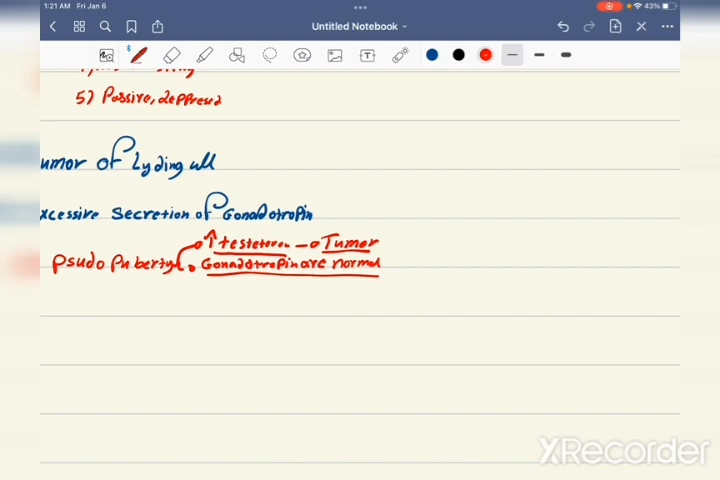 1:21 AM Fri Jan 6
43%
Untitled Notebook
5) Passive, depressed
umor of Lyding cell
xcessive secretion of Gonadotropin
↑ testeteron - Tumor
Psudo Puberty Gonadotropin are normal
XRecorder